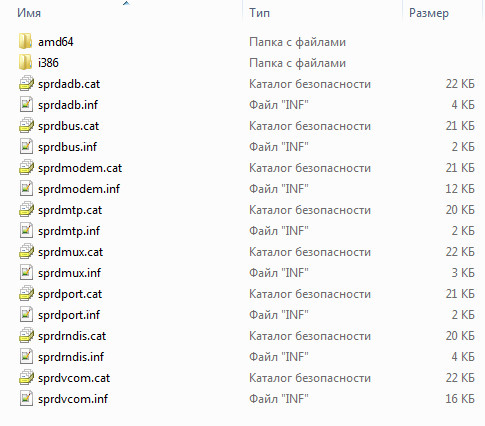 Имя Тип Размер
amd64 Папка с файлами
i386 Папка с файлами
sprdadb.cat Каталог безопасности 22 КБ
sprdadb.inf Файл "INF" 4 КБ
sprdbus.cat Каталог безопасности 21 КБ
sprdbus.inf Файл "INF" 2 КБ
sprdmodem.cat Каталог безопасности 21 КБ
sprdmodem.inf Файл "INF" 12 КБ
sprdmtp.cat Каталог безопасности 20 КБ
sprdmtp.inf Файл "INF" 2 КБ
sprdmux.cat Каталог безопасности 22 КБ
sprdmux.inf Файл "INF" 3 КБ
sprdport.cat Каталог безопасности 21 КБ
sprdport.inf Файл "INF" 2 КБ
sprdrndis.cat Каталог безопасности 20 КБ
sprdrndis.inf Файл "INF" 4 КБ
sprdvcom.cat Каталог безопасности 22 КБ
sprdvcom.inf Файл "INF" 16 КБ